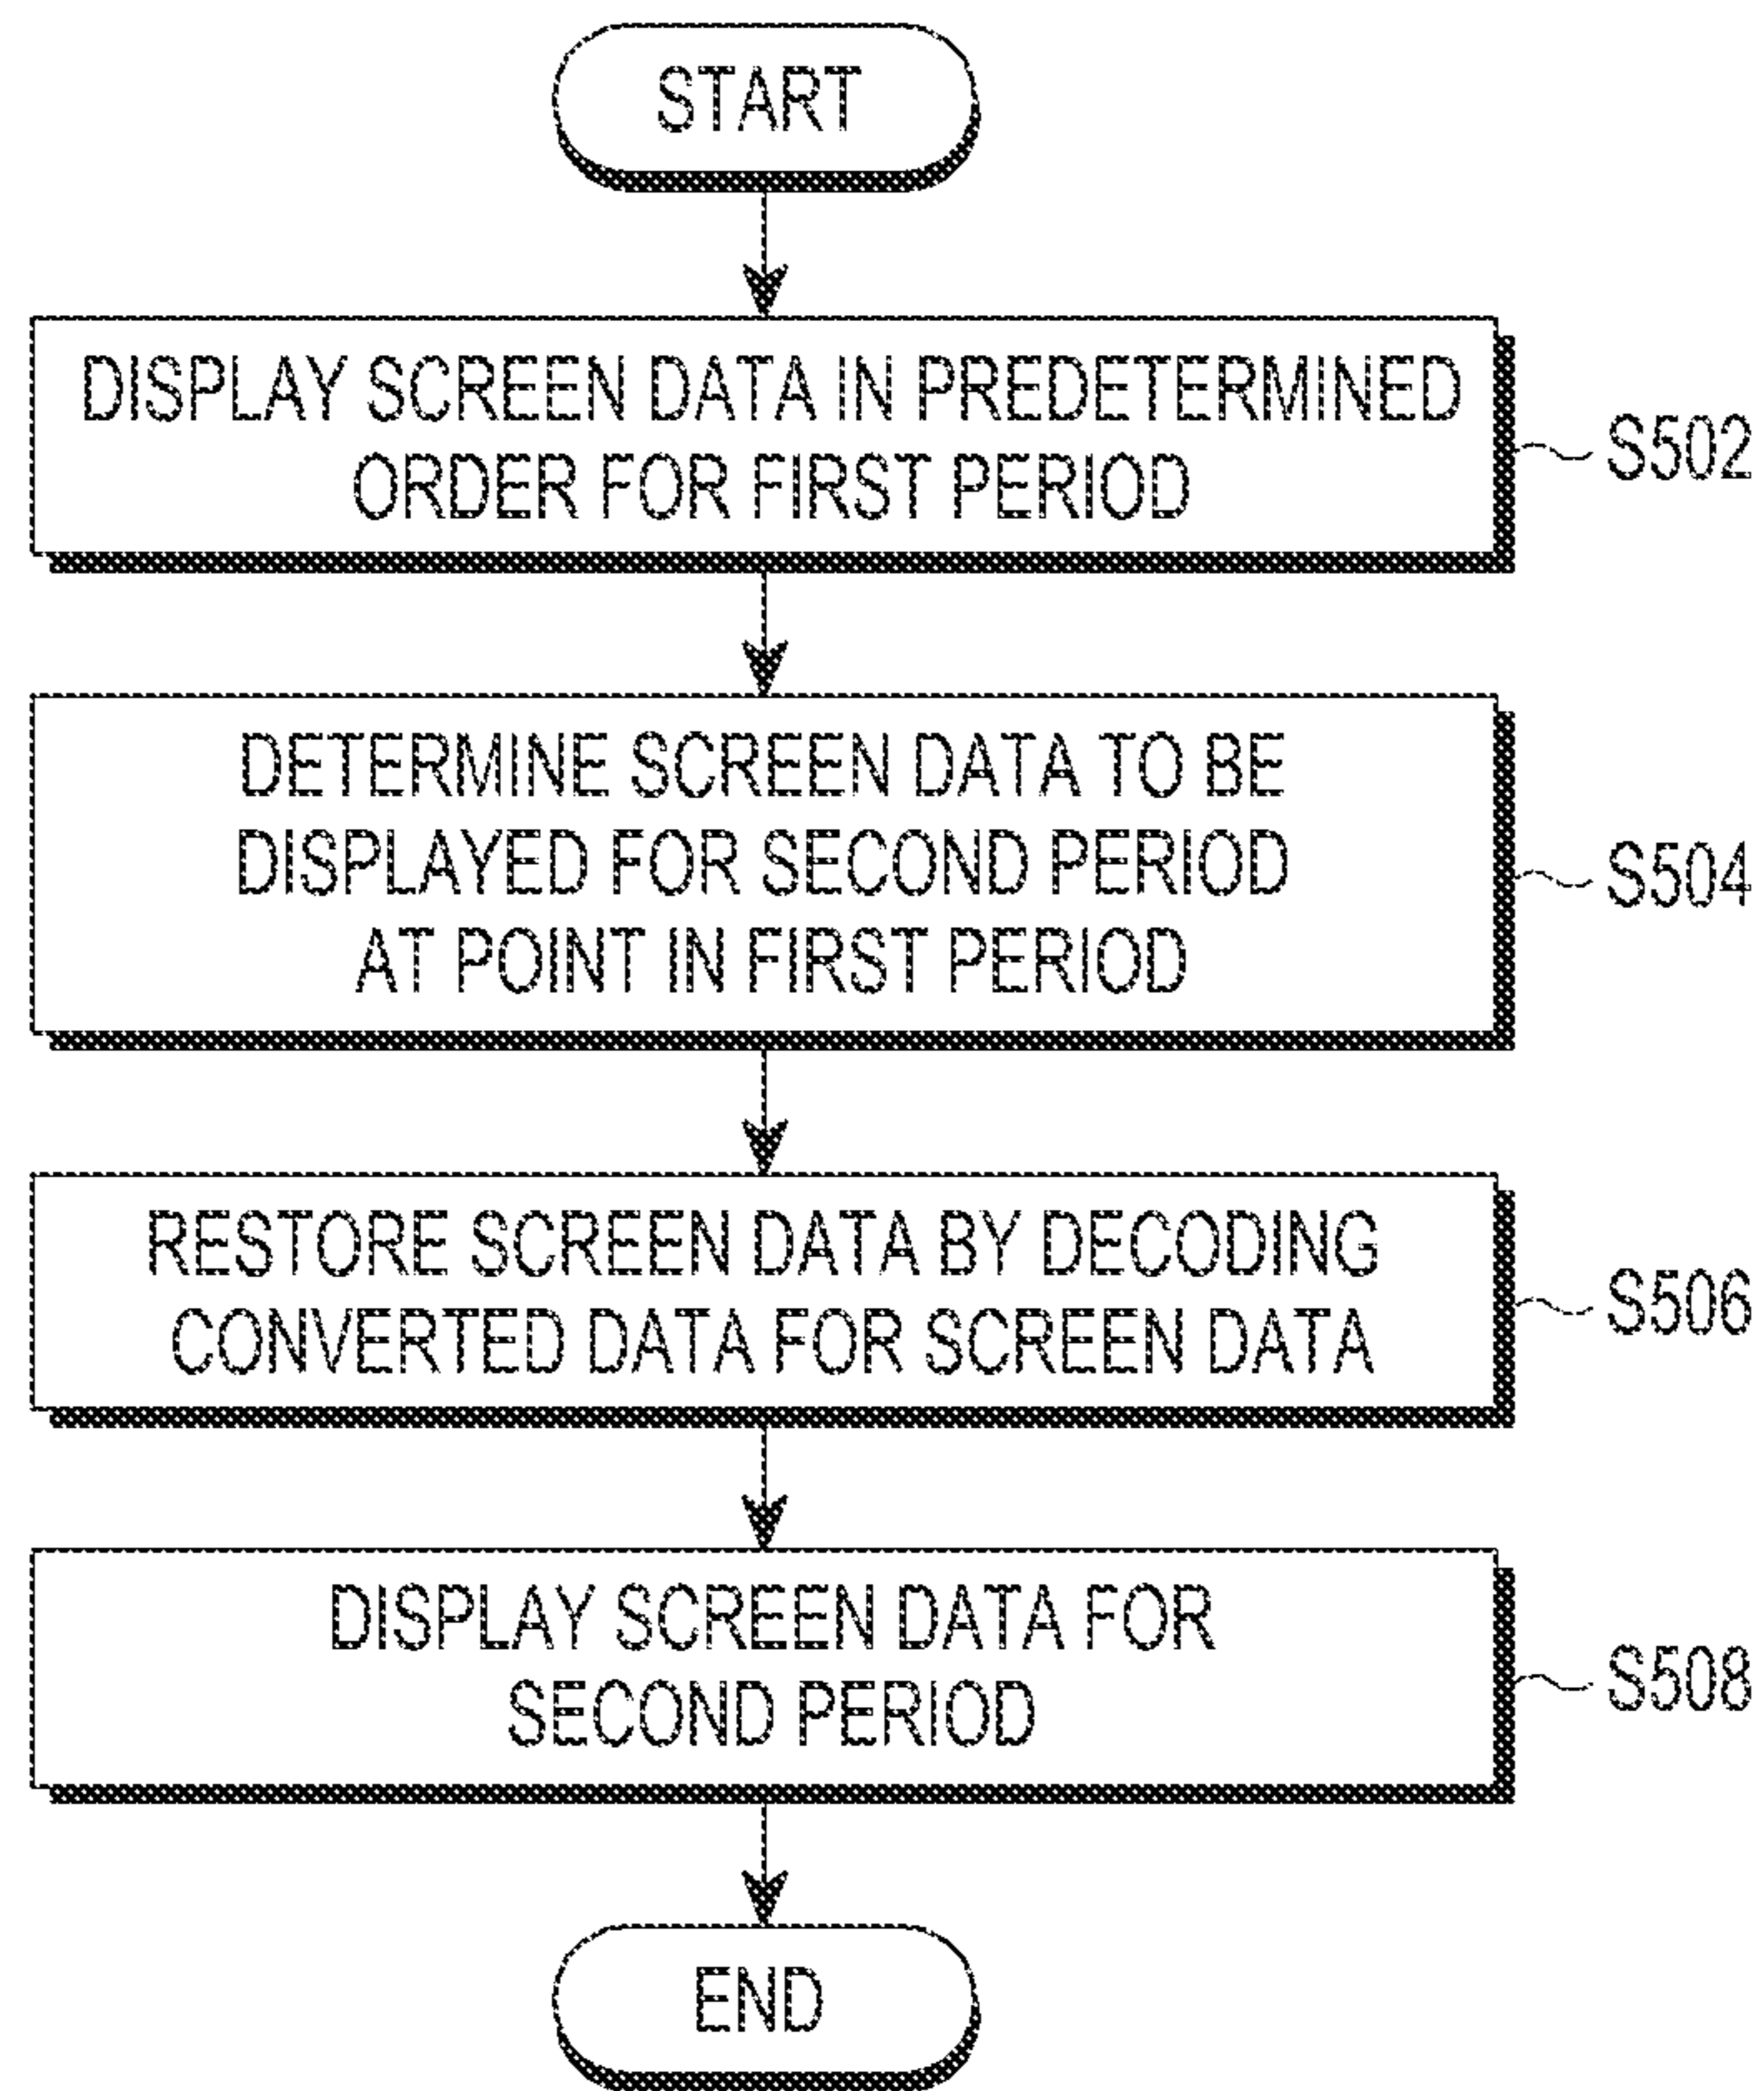 START
DISPLAY SCREEN DATA IN PREDETERMINED
ORDER FOR FIRST PERIOD
S502
DETERMINE SCREEN DATA TO BE
DISPLAYED FOR SECOND PERIOD
AT POINT IN FIRST PERIOD
S504
RESTORE SCREEN DATA BY DECODING
CONVERTED DATA FOR SCREEN DATA
S506
DISPLAY SCREEN DATA FOR
SECOND PERIOD
S508
END